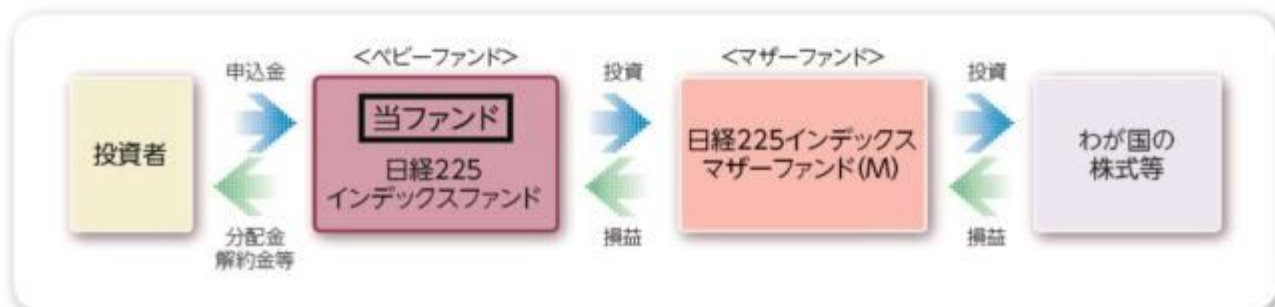 <ベビーファンド>
<マザーファンド>
申込金
投資
投資
投資者
当ファンド
日経225
インデックスファンド
日経225インデックス
マザーファンド(M)
わが国の
株式等
分配金
解約金等
損益
損益